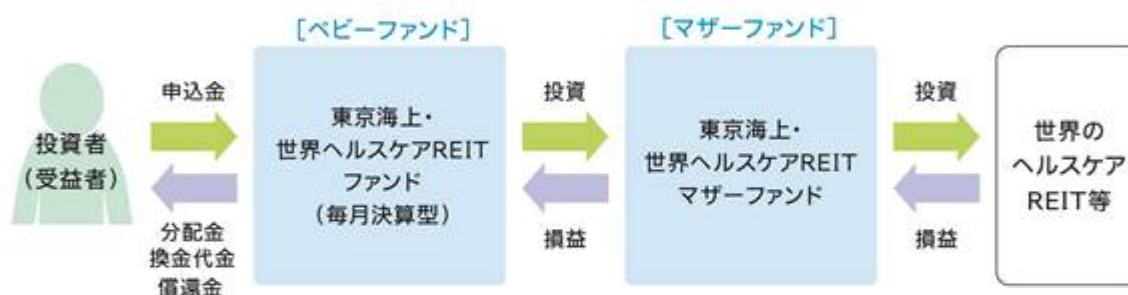 [ベビーファンド]
[マザーファンド]
投資者
(受益者)
申込金
分配金
換金代金
償還金
東京海上・
世界ヘルスケアREIT
ファンド
(毎月決算型)
投資
損益
東京海上・
世界ヘルスケアREIT
マザーファンド
投資
損益
世界の
ヘルスケア
REIT等